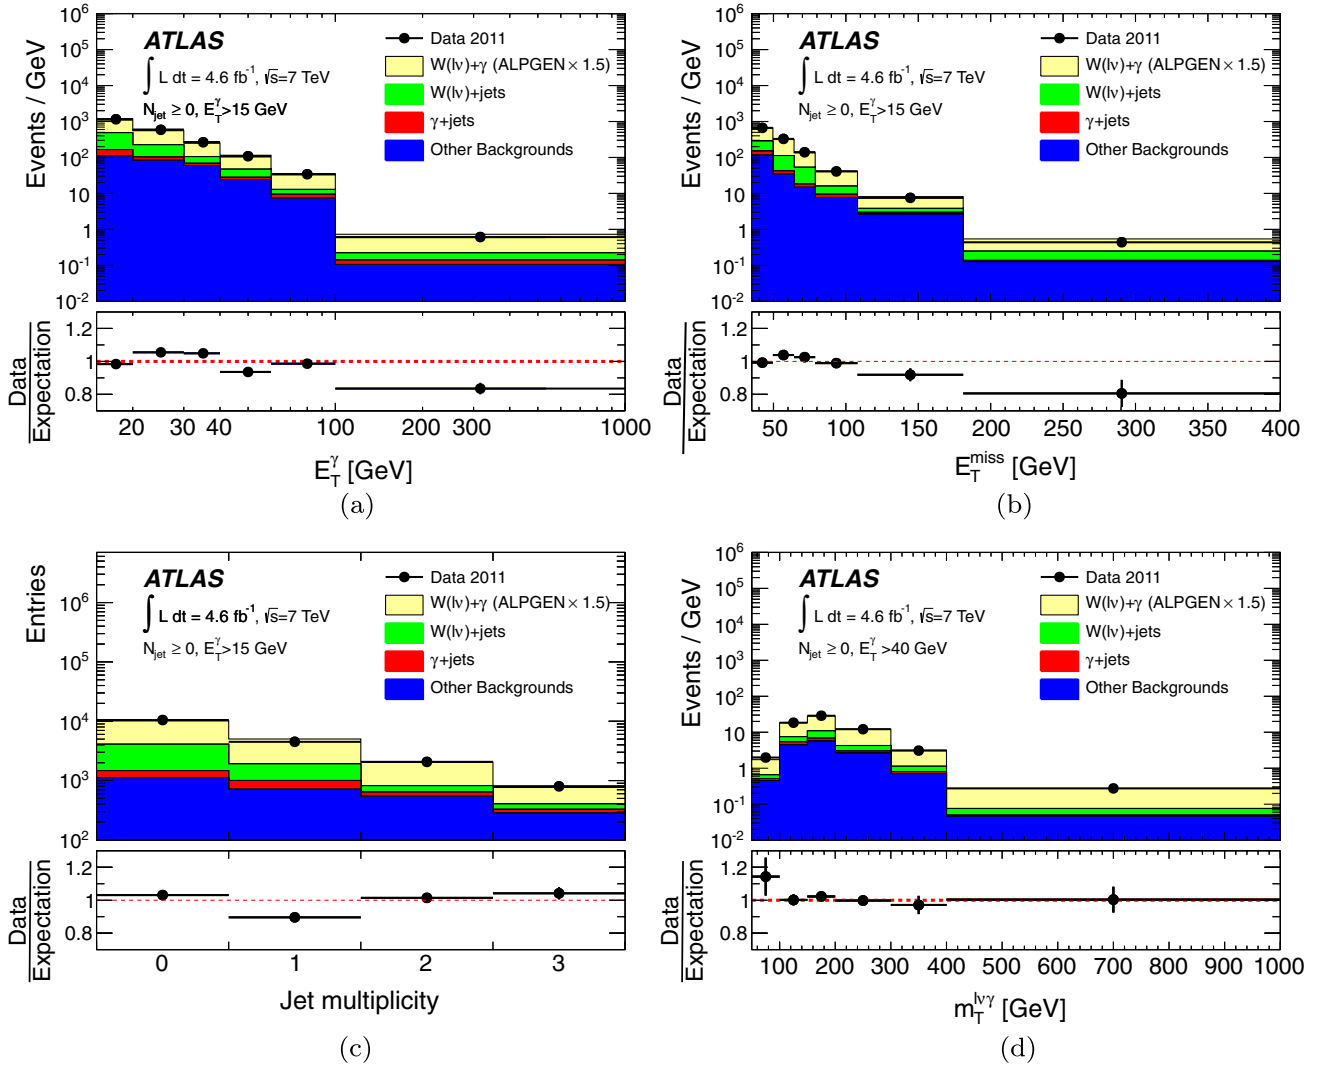 Events / GeV
10^6
10^5
10^4
10^3
10^2
10
1
10^-1
10^-2
ATLAS
∫ L dt = 4.6 fb^-1, √s=7 TeV
N_jet ≥ 0, E_T^γ>15 GeV
Data 2011
W(lν)+γ (ALPGEN × 1.5)
W(lν)+jets
γ+jets
Other Backgrounds
Data
Expectation
1.2
1
0.8
20 30 40 100 200 300 1000
E_T^γ [GeV]
(a)
Events / GeV
10^6
10^5
10^4
10^3
10^2
10
1
10^-1
10^-2
ATLAS
∫ L dt = 4.6 fb^-1, √s=7 TeV
N_jet ≥ 0, E_T^γ>15 GeV
Data 2011
W(lν)+γ (ALPGEN × 1.5)
W(lν)+jets
γ+jets
Other Backgrounds
Data
Expectation
1.2
1
0.8
50 100 150 200 250 300 350 400
E_T^miss [GeV]
(b)
Entries
10^6
10^5
10^4
10^3
10^2
ATLAS
∫ L dt = 4.6 fb^-1, √s=7 TeV
N_jet ≥ 0, E_T^γ>15 GeV
Data 2011
W(lν)+γ (ALPGEN × 1.5)
W(lν)+jets
γ+jets
Other Backgrounds
Data
Expectation
1.2
1
0.8
0 1 2 3
Jet multiplicity
(c)
Events / GeV
10^6
10^5
10^4
10^3
10^2
10
1
10^-1
10^-2
ATLAS
∫ L dt = 4.6 fb^-1, √s=7 TeV
N_jet ≥ 0, E_T^γ >40 GeV
Data 2011
W(lν)+γ (ALPGEN × 1.5)
W(lν)+jets
γ+jets
Other Backgrounds
Data
Expectation
1.2
1
0.8
100 200 300 400 500 600 700 800 900 1000
m_T^lνγ [GeV]
(d)